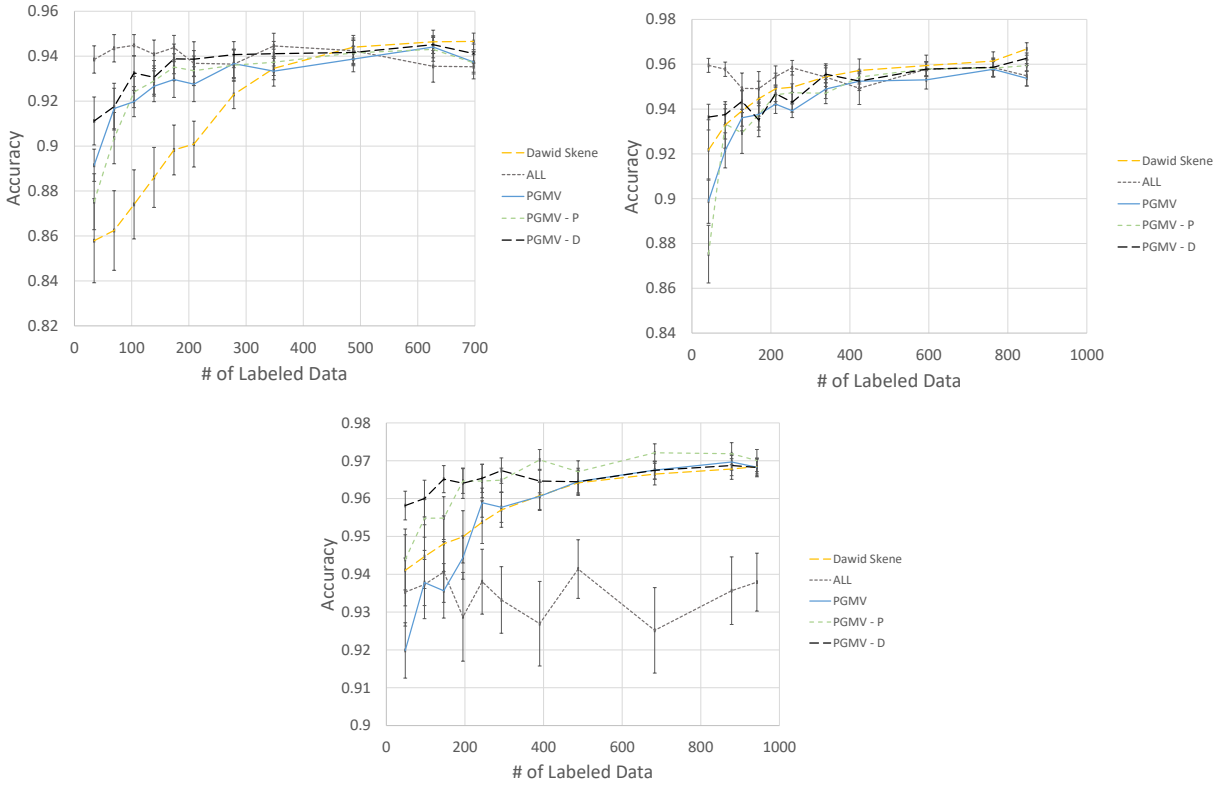 0.96
0.94
0.92
0.9
0.88
0.86
0.84
0.82
Accuracy
0 100 200 300 400 500 600 700
# of Labeled Data
Dawid Skene
ALL
PGMV
PGMV - P
PGMV - D
0.98
0.96
0.94
0.92
0.9
0.88
0.86
0.84
Accuracy
0 200 400 600 800 1000
# of Labeled Data
Dawid Skene
ALL
PGMV
PGMV - P
PGMV - D
0.98
0.97
0.96
0.95
0.94
0.93
0.92
0.91
0.9
Accuracy
0 200 400 600 800 1000
# of Labeled Data
Dawid Skene
ALL
PGMV
PGMV - P
PGMV - D